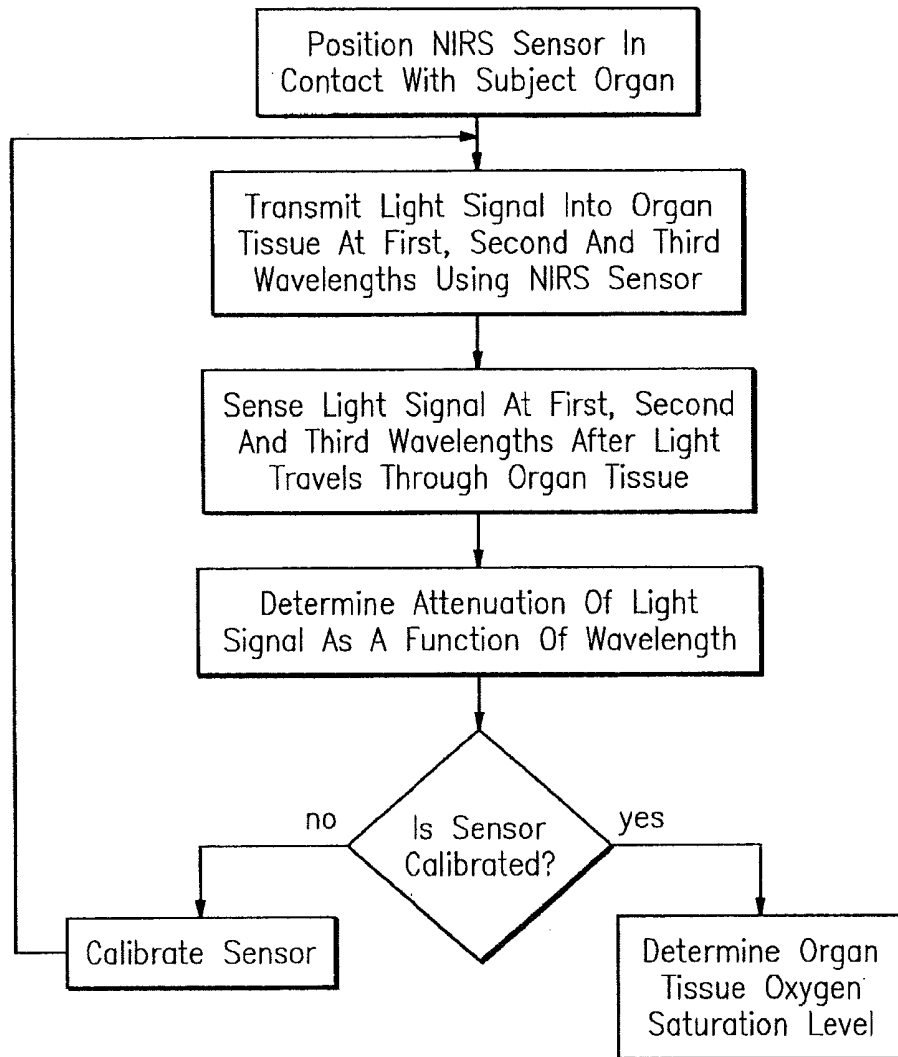 Position NIRS Sensor In
Contact With Subject Organ
Transmit Light Signal Into Organ
Tissue At First, Second And Third
Wavelengths Using NIRS Sensor
Sense Light Signal At First, Second
And Third Wavelengths After Light
Travels Through Organ Tissue
Determine Attenuation Of Light
Signal As A Function Of Wavelength
no
Is Sensor
Calibrated?
yes
Calibrate Sensor
Determine Organ
Tissue Oxygen
Saturation Level